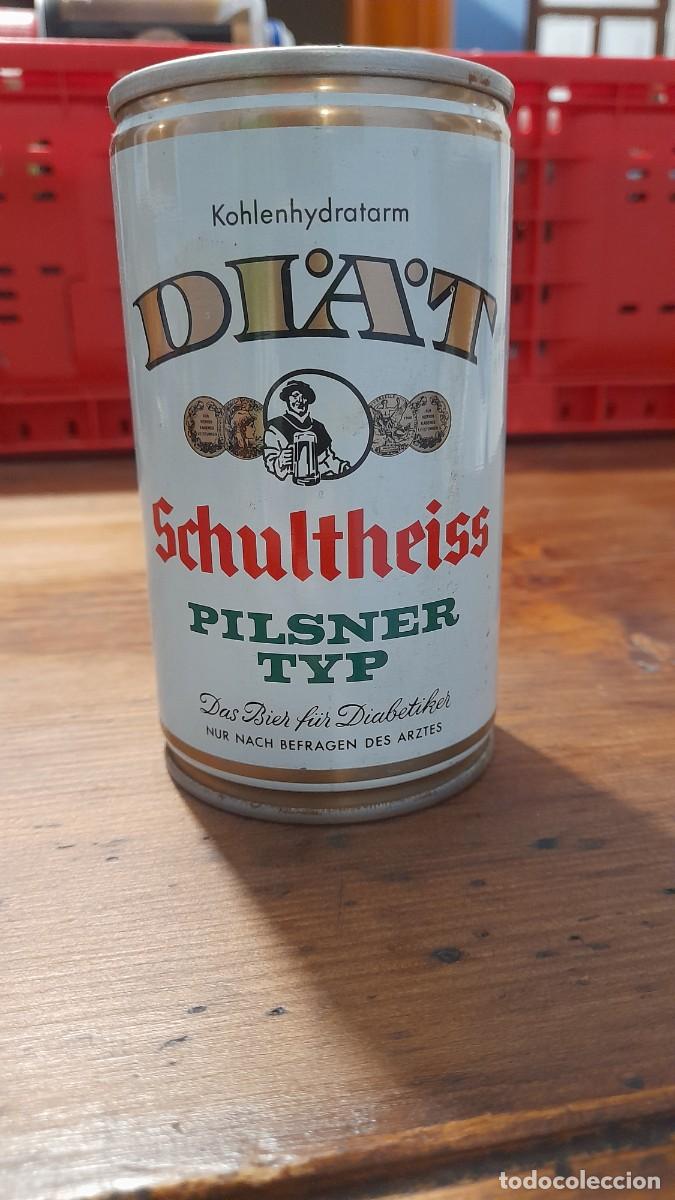 Kohlenhydratarm
DIÄT
Schultheiss
PILSNER
TYP
Das Bier für Diabetiker
NUR NACH BEFRAGEN DES ARZTES
todocoleccion